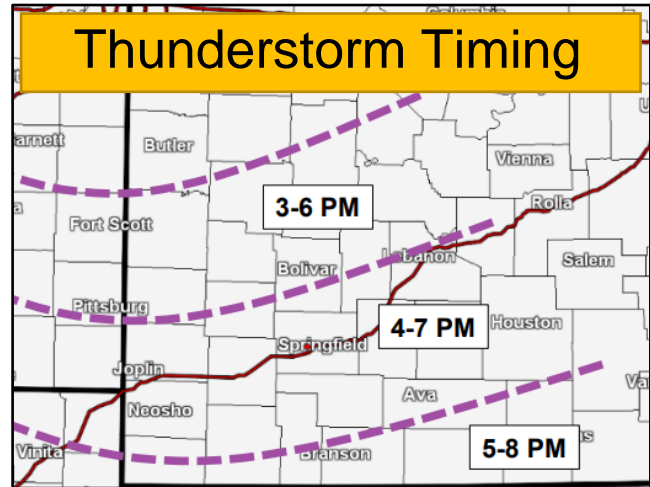 Thunderstorm Timing
Butler
Vienna
3-6 PM
Rolla
Fort Scott
Lebanon
Salem
Bolivar
Pittsburg
4-7 PM
Houston
Springfield
Joplin
Ava
Neosho
5-8 PM
Vinita
Branson